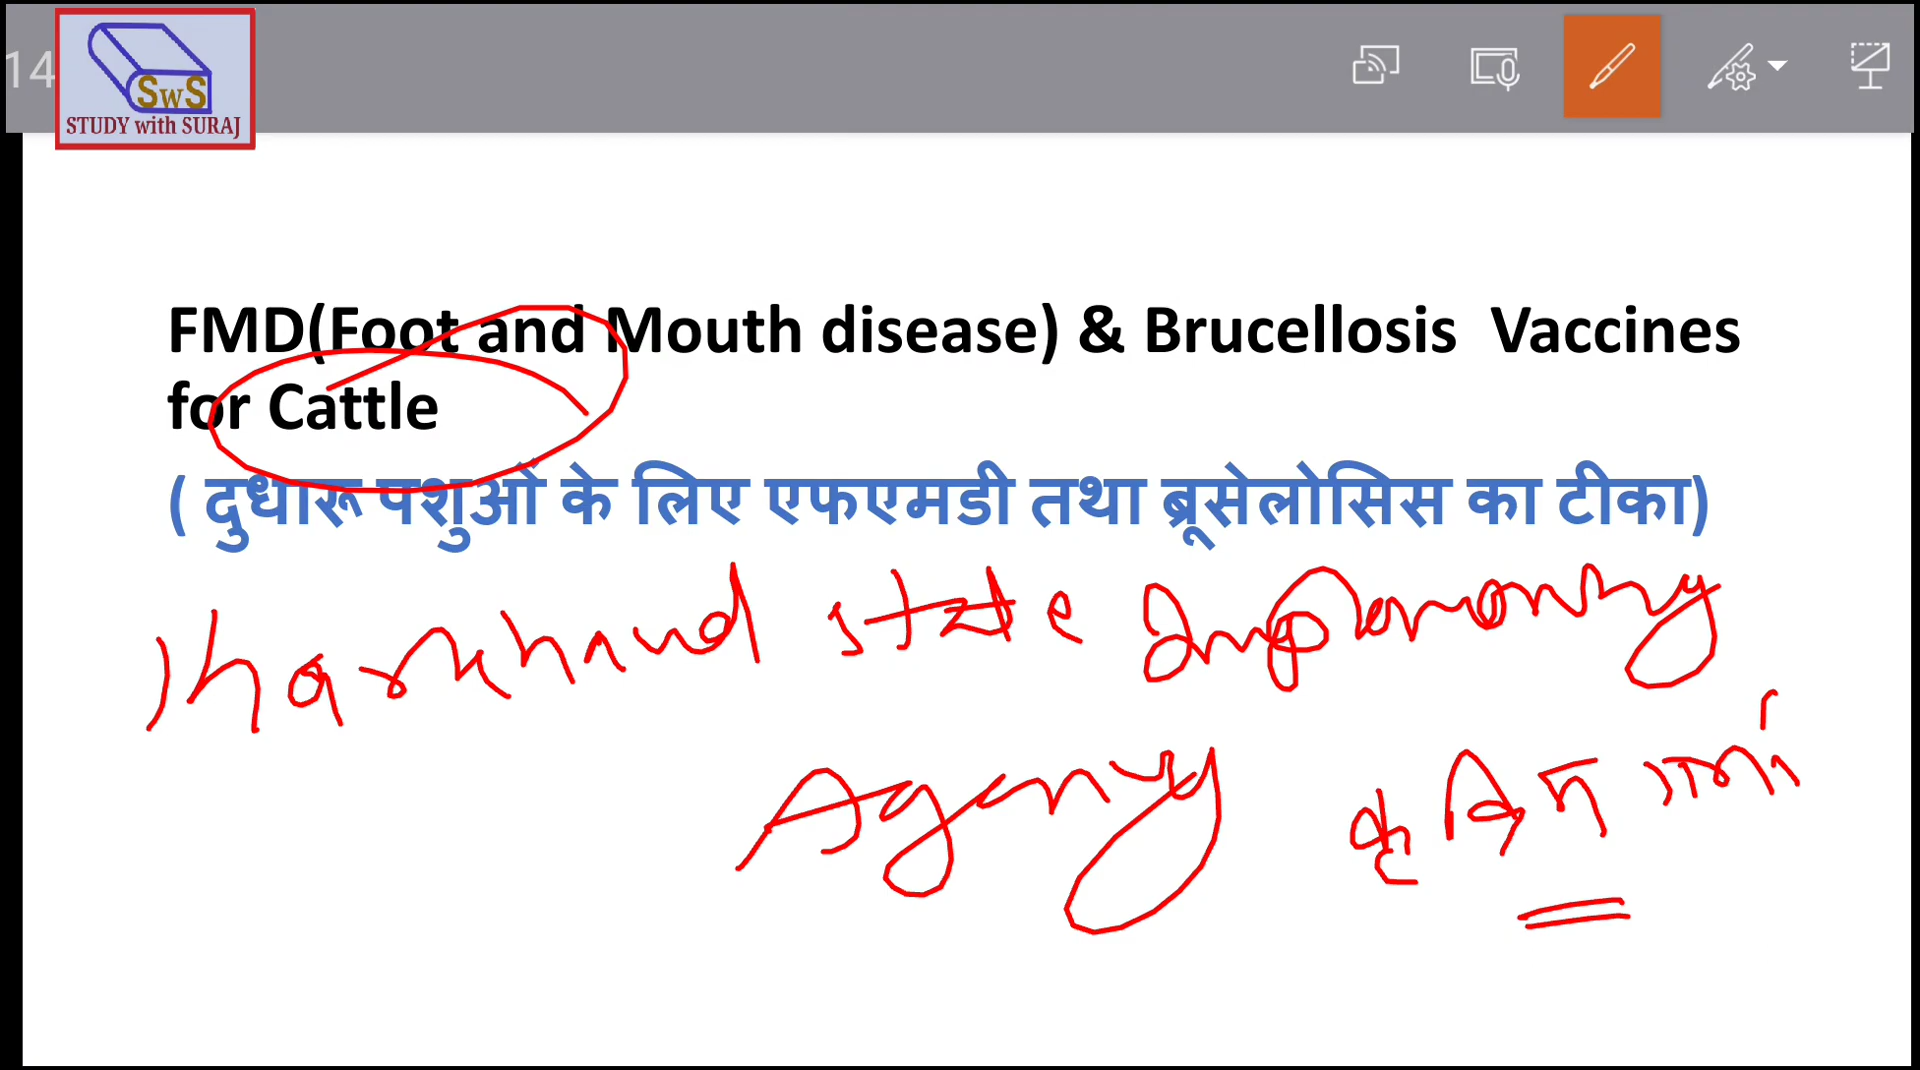 14
SwS
STUDY with SURAJ
FMD(Foot and Mouth disease) & Brucellosis Vaccines
for Cattle
( दुधारू पशुओं के लिए एफएमडी तथा ब्रूसेलोसिस का टीका)
Jharkhand state
Agency